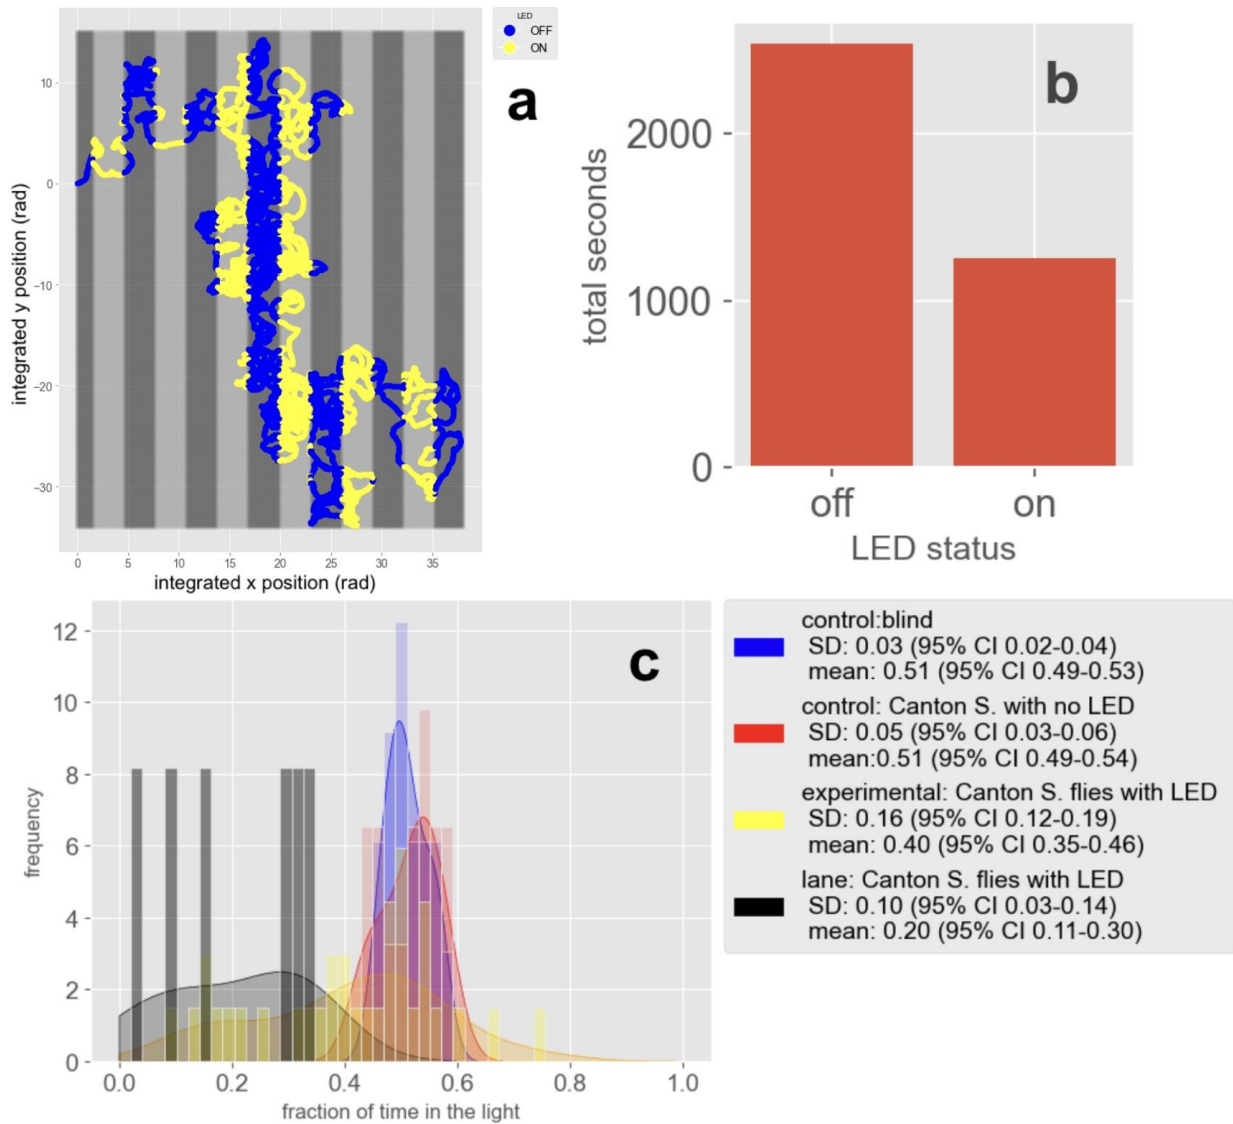 LED
OFF
ON
a
10
0
−10
−20
−30
integrated y position (rad)
0 5 10 15 20 25 30 35
integrated x position (rad)
b
2000
1000
0
total seconds
off on
LED status
c
12
10
8
6
4
2
0
frequency
0.0 0.2 0.4 0.6 0.8 1.0
fraction of time in the light
control:blind
SD: 0.03 (95% CI 0.02-0.04)
mean: 0.51 (95% CI 0.49-0.53)
control: Canton S. with no LED
SD: 0.05 (95% CI 0.03-0.06)
mean:0.51 (95% CI 0.49-0.54)
experimental: Canton S. flies with LED
SD: 0.16 (95% CI 0.12-0.19)
mean: 0.40 (95% CI 0.35-0.46)
lane: Canton S. flies with LED
SD: 0.10 (95% CI 0.03-0.14)
mean: 0.20 (95% CI 0.11-0.30)